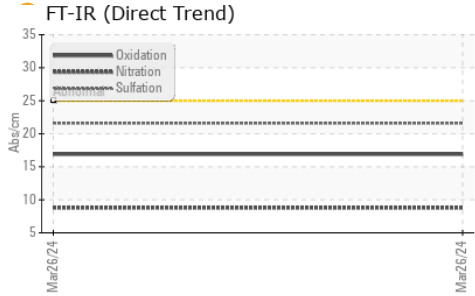 FT-IR (Direct Trend)
35
30
25
20
15
10
5
Abs/cm
Oxidation
Nitration
Sulfation
Abnormal
Mar26/24
Mar26/24